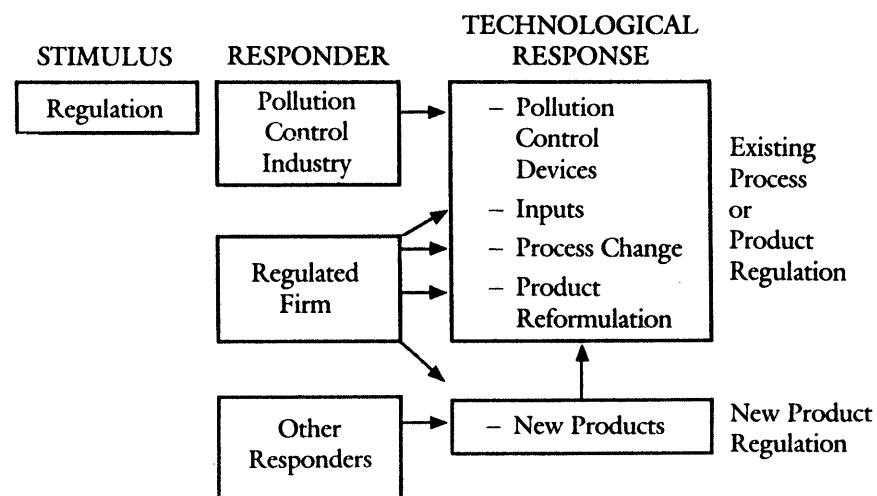 STIMULUS
RESPONDER
TECHNOLOGICAL
RESPONSE
Regulation
Pollution
Control
Industry
Regulated
Firm
Other
Responders
– Pollution
Control
Devices
– Inputs
– Process Change
– Product
Reformulation
– New Products
Existing
Process
or
Product
Regulation
New Product
Regulation